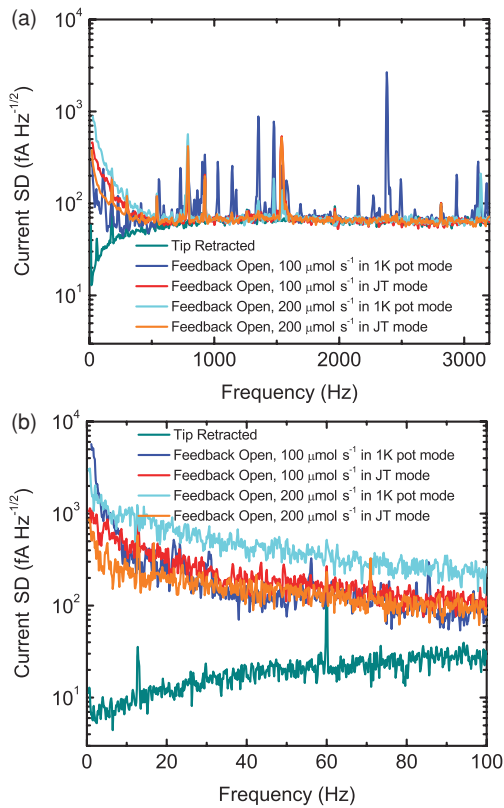 (a)
10^4
10^3
10^2
10^1
Current SD (fA Hz^-1/2)
Tip Retracted
Feedback Open, 100 μmol s^-1 in 1K pot mode
Feedback Open, 100 μmol s^-1 in JT mode
Feedback Open, 200 μmol s^-1 in 1K pot mode
Feedback Open, 200 μmol s^-1 in JT mode
0 1000 2000 3000
Frequency (Hz)
(b)
10^4
10^3
10^2
10^1
Current SD (fA Hz^-1/2)
Tip Retracted
Feedback Open, 100 μmol s^-1 in 1K pot mode
Feedback Open, 100 μmol s^-1 in JT mode
Feedback Open, 200 μmol s^-1 in 1K pot mode
Feedback Open, 200 μmol s^-1 in JT mode
0 20 40 60 80 100
Frequency (Hz)